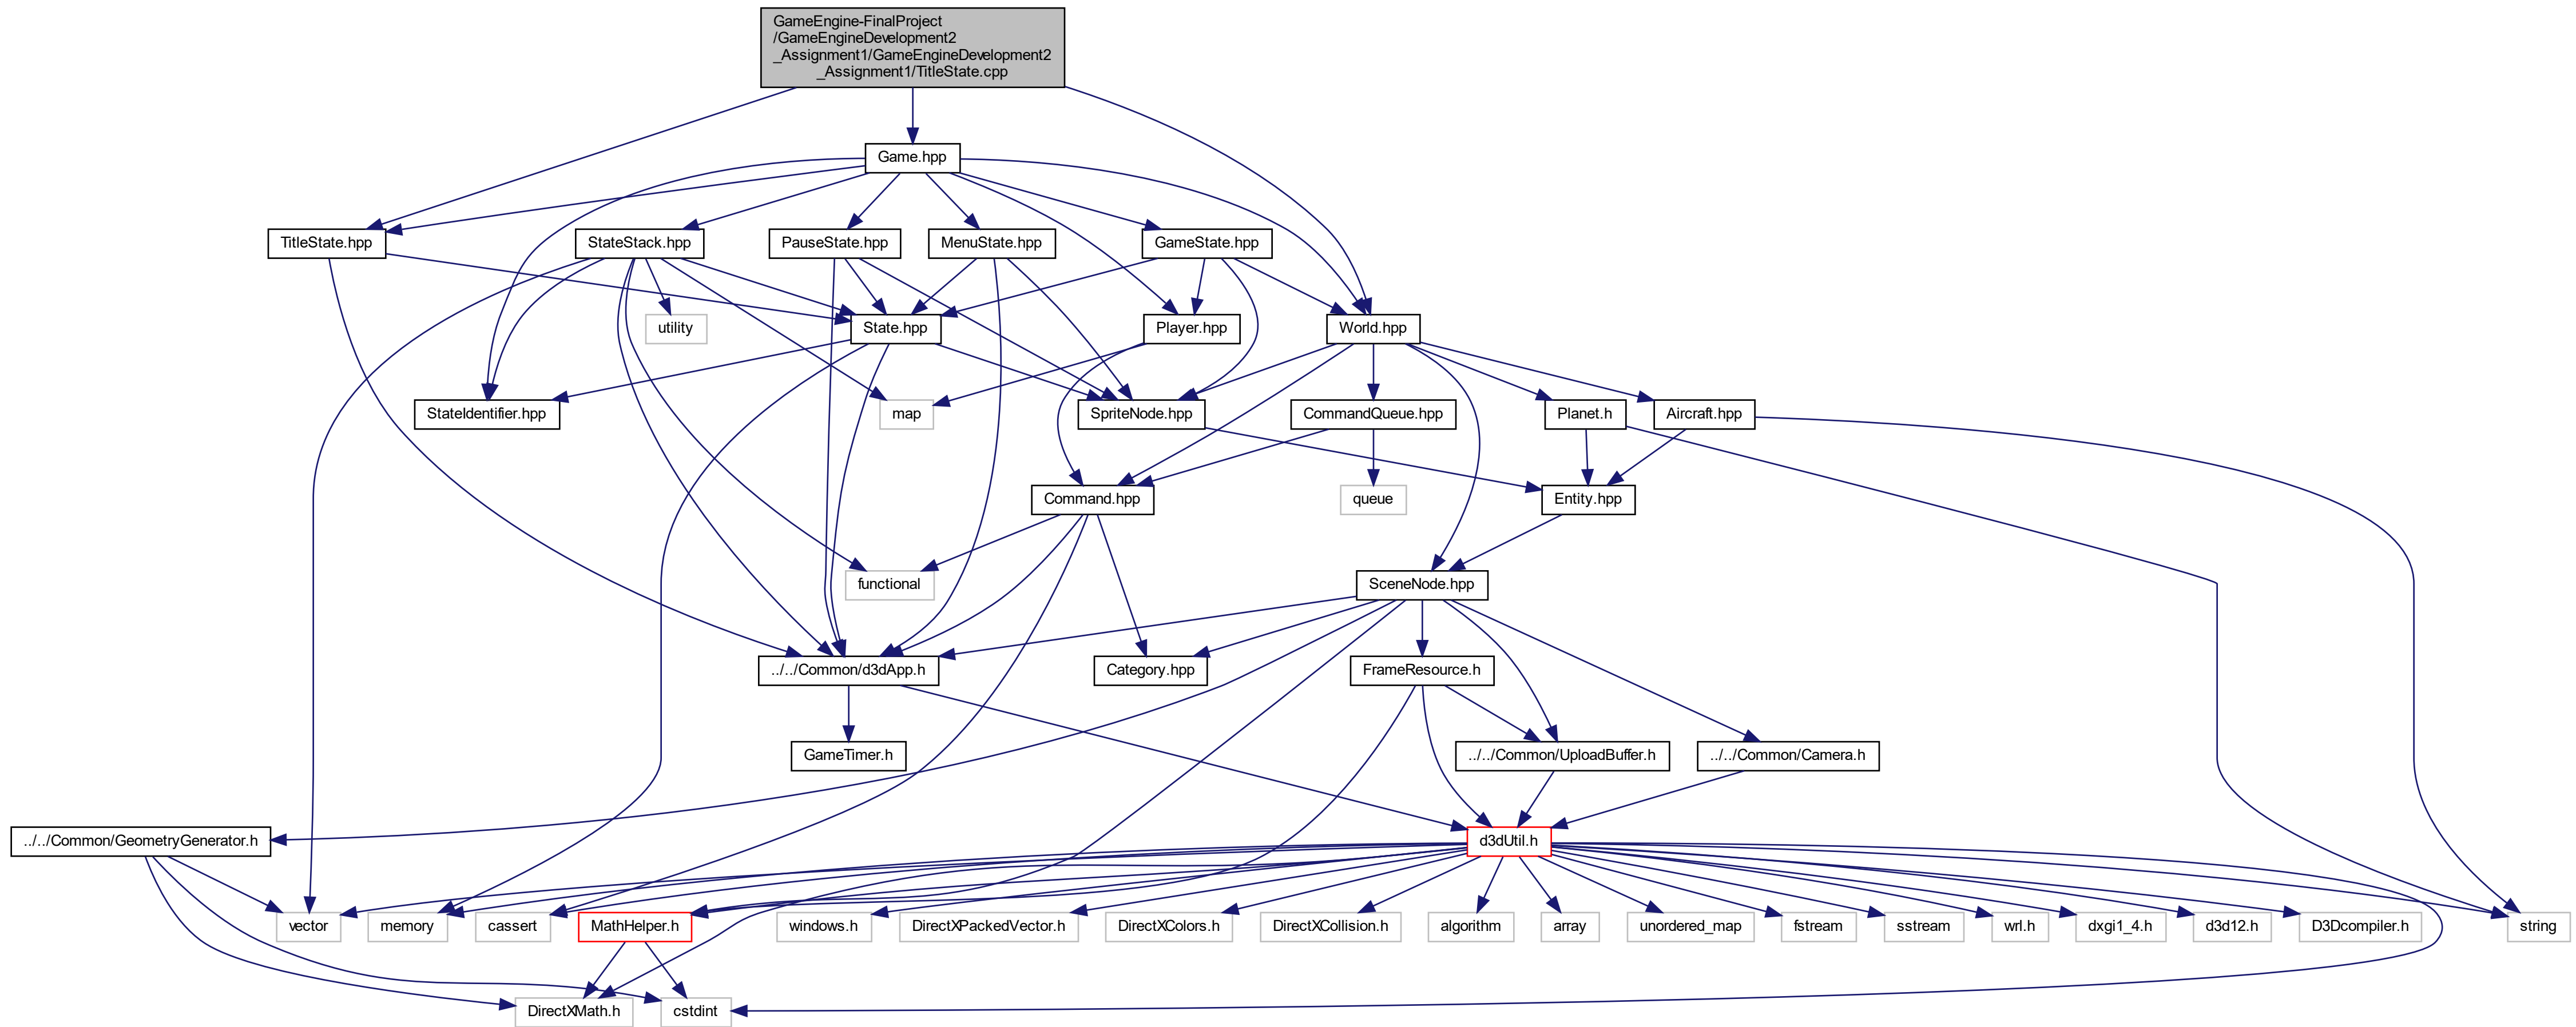 GameEngine-FinalProject
/GameEngineDevelopment2
_Assignment1/GameEngineDevelopment2
_Assignment1/TitleState.cpp
Game.hpp
TitleState.hpp
StateStack.hpp
PauseState.hpp
MenuState.hpp
GameState.hpp
utility
State.hpp
Player.hpp
World.hpp
StateIdentifier.hpp
map
SpriteNode.hpp
CommandQueue.hpp
Planet.h
Aircraft.hpp
Command.hpp
queue
Entity.hpp
functional
SceneNode.hpp
../../Common/d3dApp.h
Category.hpp
FrameResource.h
GameTimer.h
../../Common/UploadBuffer.h
../../Common/Camera.h
../../Common/GeometryGenerator.h
d3dUtil.h
vector
memory
cassert
MathHelper.h
windows.h
DirectXPackedVector.h
DirectXColors.h
DirectXCollision.h
algorithm
array
unordered_map
fstream
sstream
wrl.h
dxgi1_4.h
d3d12.h
D3Dcompiler.h
string
DirectXMath.h
cstdint